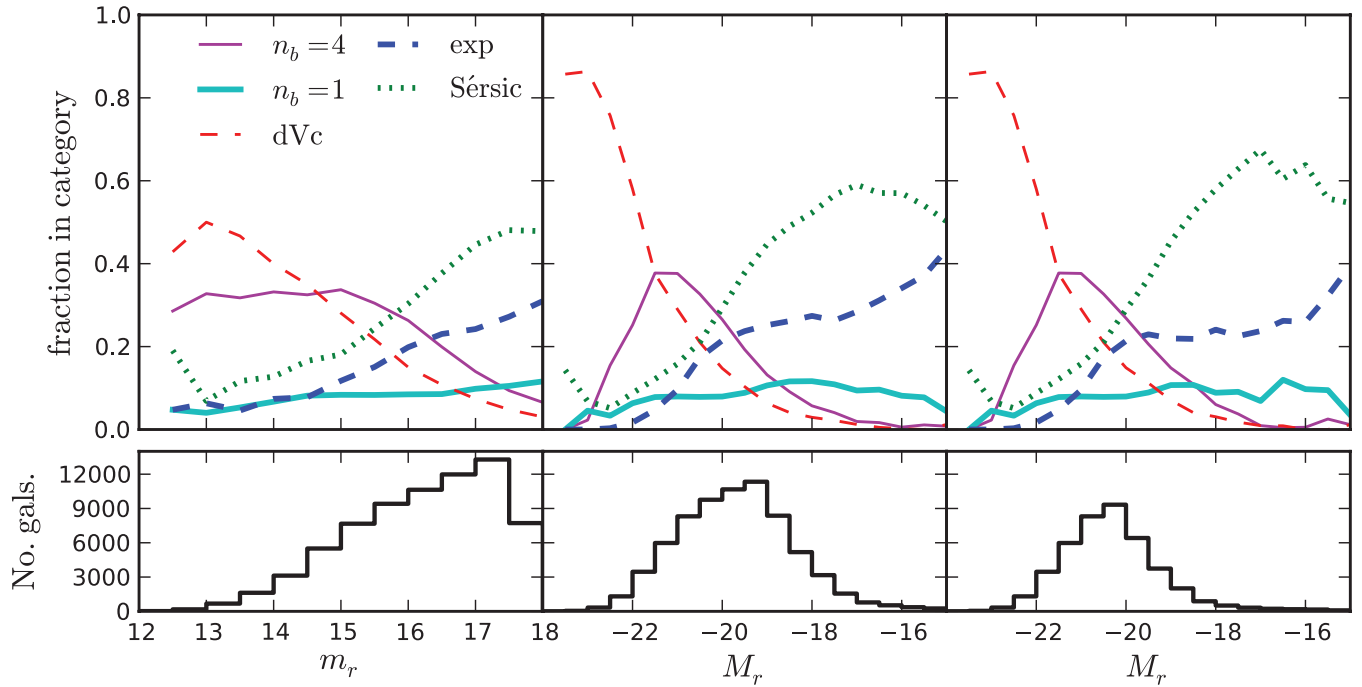 1.0
0.8
0.6
0.4
0.2
0.0
fraction in category
n_b = 4
exp
n_b = 1
Sérsic
dVc
12000
9000
6000
3000
0
No. gals.
12 13 14 15 16 17 18
−22 −20 −18 −16
−22 −20 −18 −16
m_r
M_r
M_r